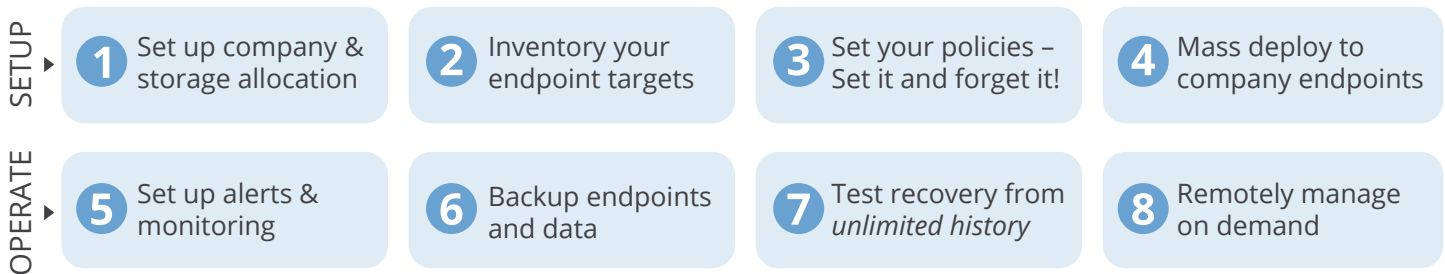 SETUP
1 Set up company &
storage allocation
2 Inventory your
endpoint targets
3 Set your policies –
Set it and forget it!
4 Mass deploy to
company endpoints
OPERATE
5 Set up alerts &
monitoring
6 Backup endpoints
and data
7 Test recovery from
unlimited history
8 Remotely manage
on demand